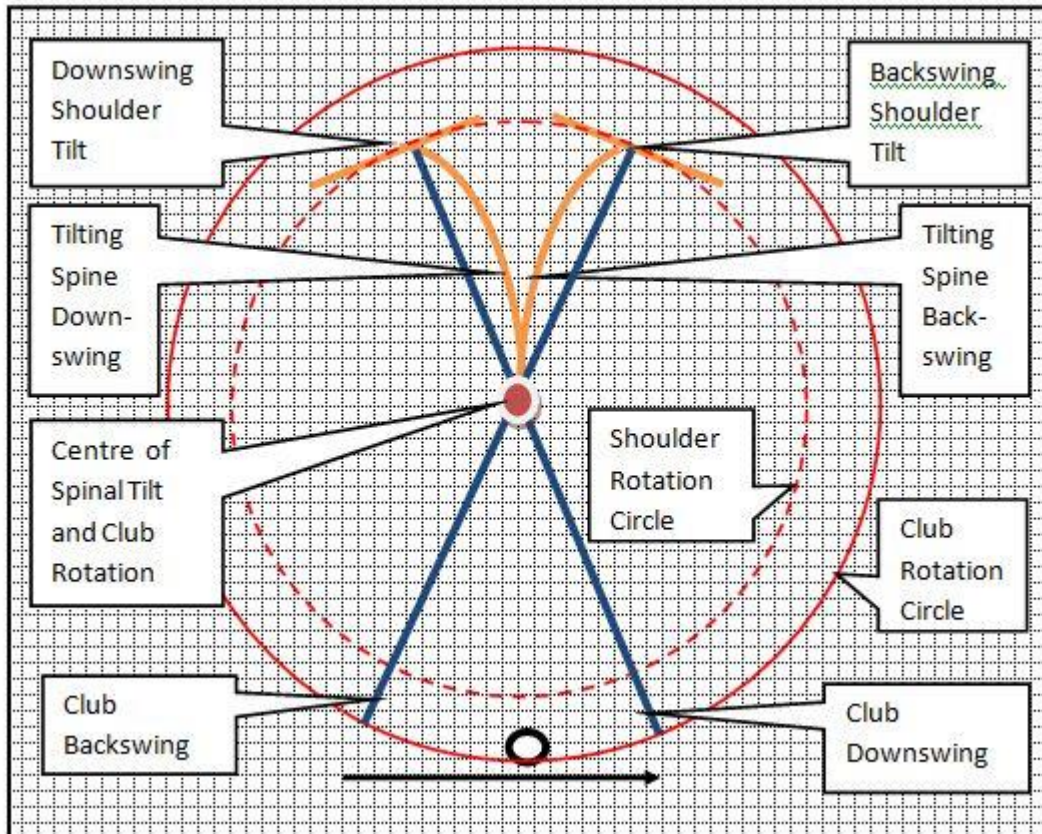 Downswing
Shoulder
Tilt
Backswing
Shoulder
Tilt
Tilting
Spine
Down-
swing
Tilting
Spine
Back-
swing
Centre of
Spinal Tilt
and Club
Rotation
Shoulder
Rotation
Circle
Club
Rotation
Circle
Club
Backswing
Club
Downswing